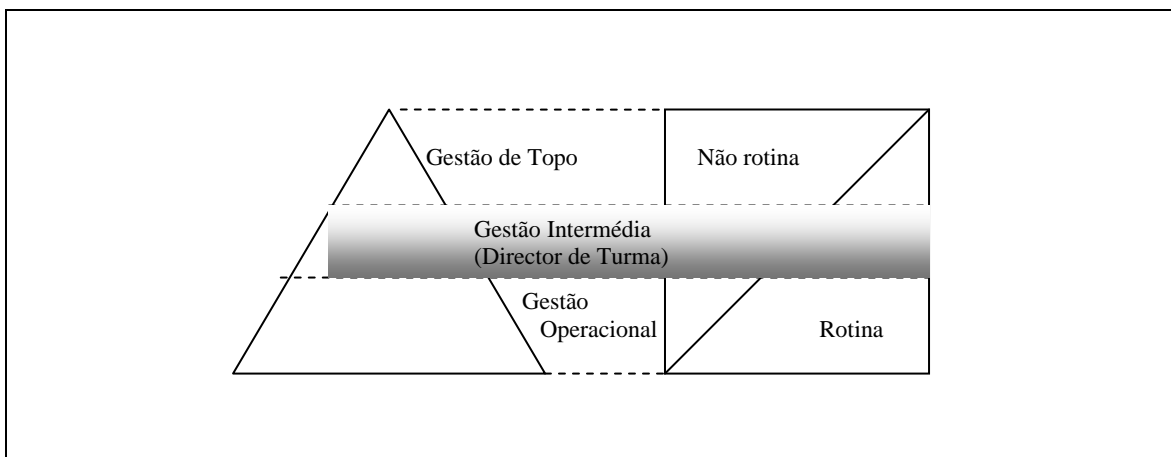 Gestão de Topo
Não rotina
Gestão Intermédia
(Director de Turma)
Gestão
Operacional
Rotina